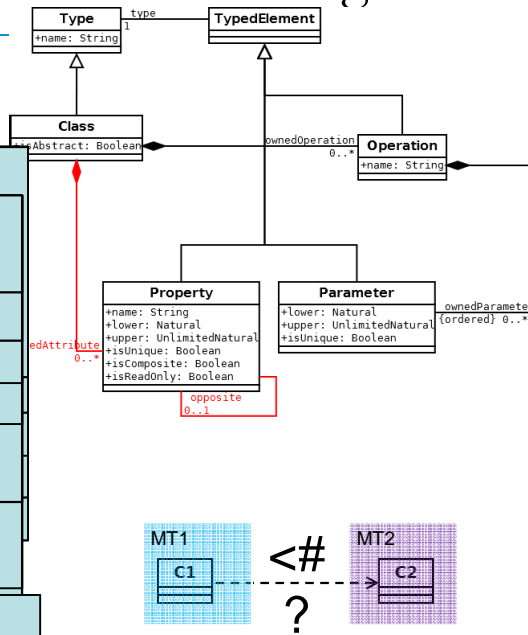 Type
type
1
+name: String
TypedElement
Class
+isAbstract: Boolean
ownedOperation
0..*
Operation
+name: String
Property
+name: String
+lower: Natural
+upper: UnlimitedNatural
+isUnique: Boolean
+isComposite: Boolean
+isReadOnly: Boolean
Parameter
+lower: Natural
+upper: UnlimitedNatural
+isUnique: Boolean
ownedParamete
{ordered} 0..*
edAttribute
0..*
opposite
0..1
MT1
C1
<#
?
MT2
C2